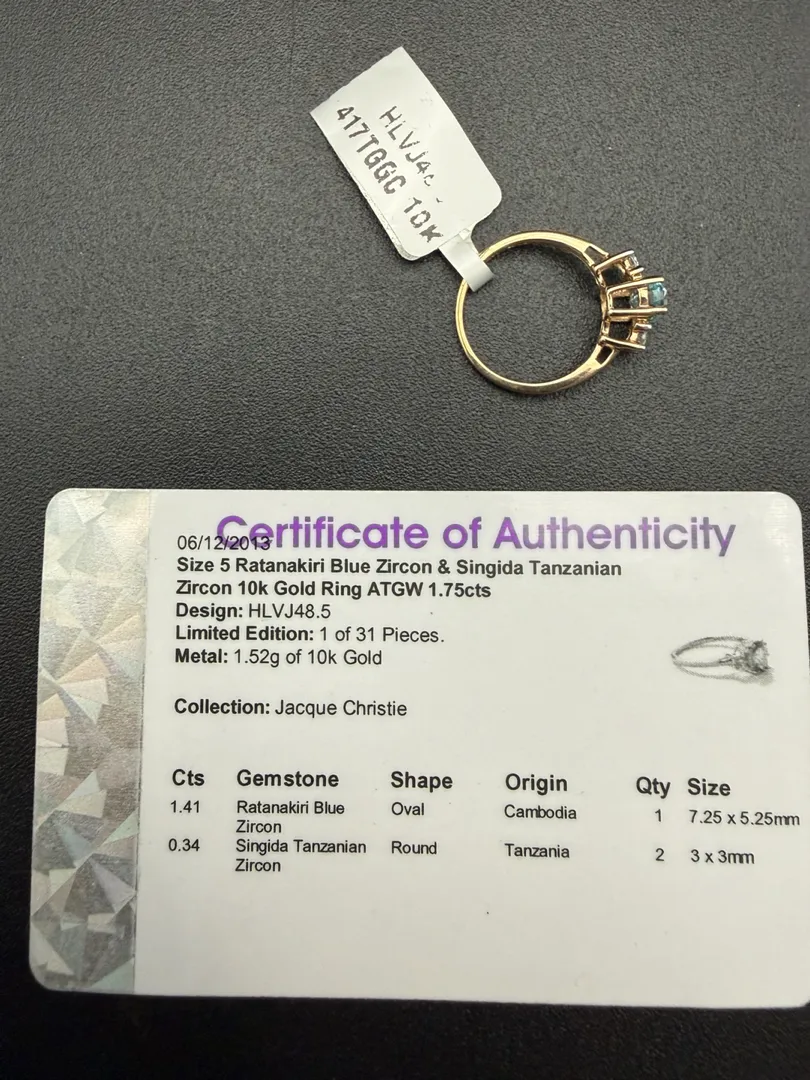 HLVJ48
417TGGC 10K
Certificate of Authenticity
06/12/2013
Size 5 Ratanakiri Blue Zircon & Singida Tanzanian
Zircon 10k Gold Ring ATGW 1.75cts
Design: HLVJ48.5
Limited Edition: 1 of 31 Pieces.
Metal: 1.52g of 10k Gold
Collection: Jacque Christie
Cts Gemstone Shape Origin Qty Size
1.41 Ratanakiri Blue Oval Cambodia 1 7.25 x 5.25mm
Zircon
0.34 Singida Tanzanian Round Tanzania 2 3 x 3mm
Zircon